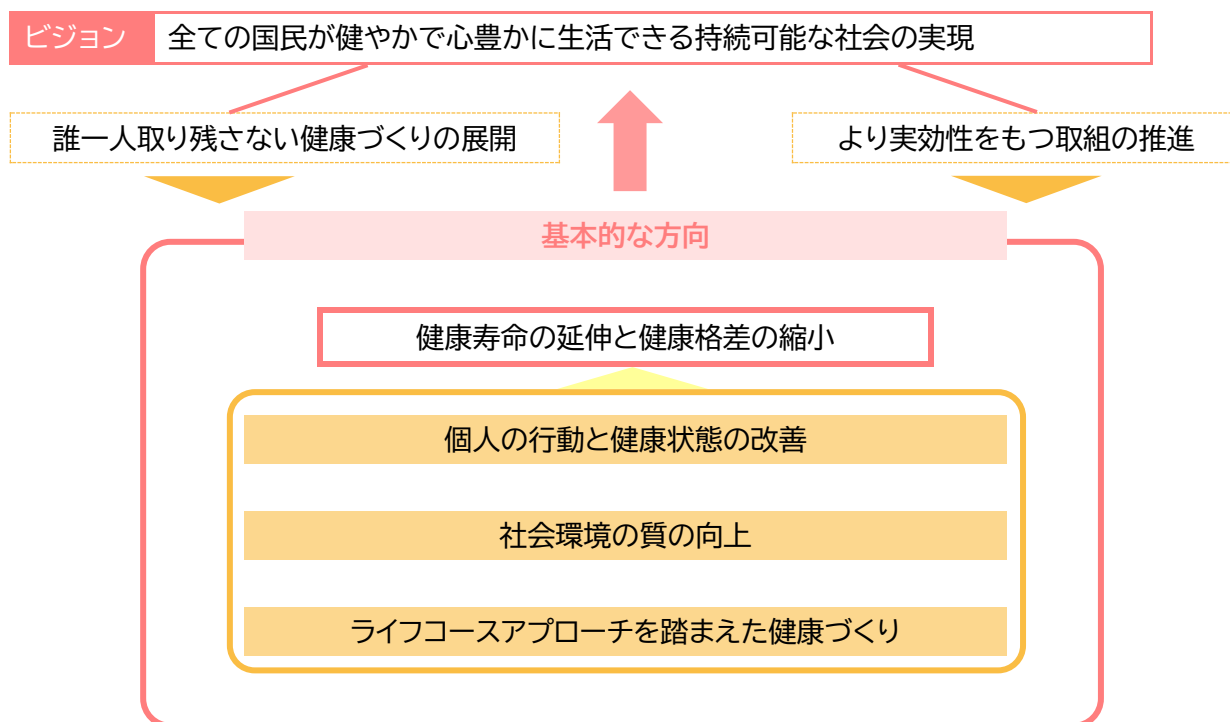 ビジョン 全ての国民が健やかで心豊かに生活できる持続可能な社会の実現
誰一人取り残さない健康づくりの展開
より実効性をもつ取組の推進
基本的な方向
健康寿命の延伸と健康格差の縮小
個人の行動と健康状態の改善
社会環境の質の向上
ライフコースアプローチを踏まえた健康づくり